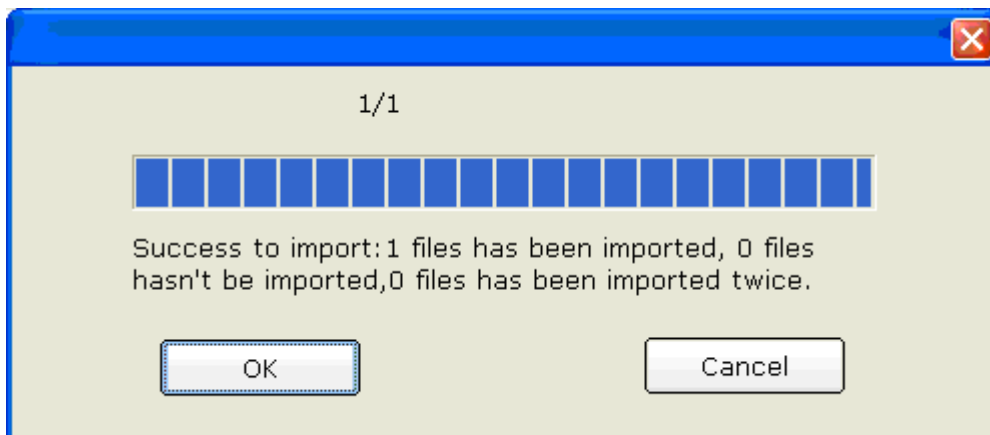 1/1
Success to import:1 files has been imported, 0 files
hasn't be imported,0 files has been imported twice.
OK
Cancel